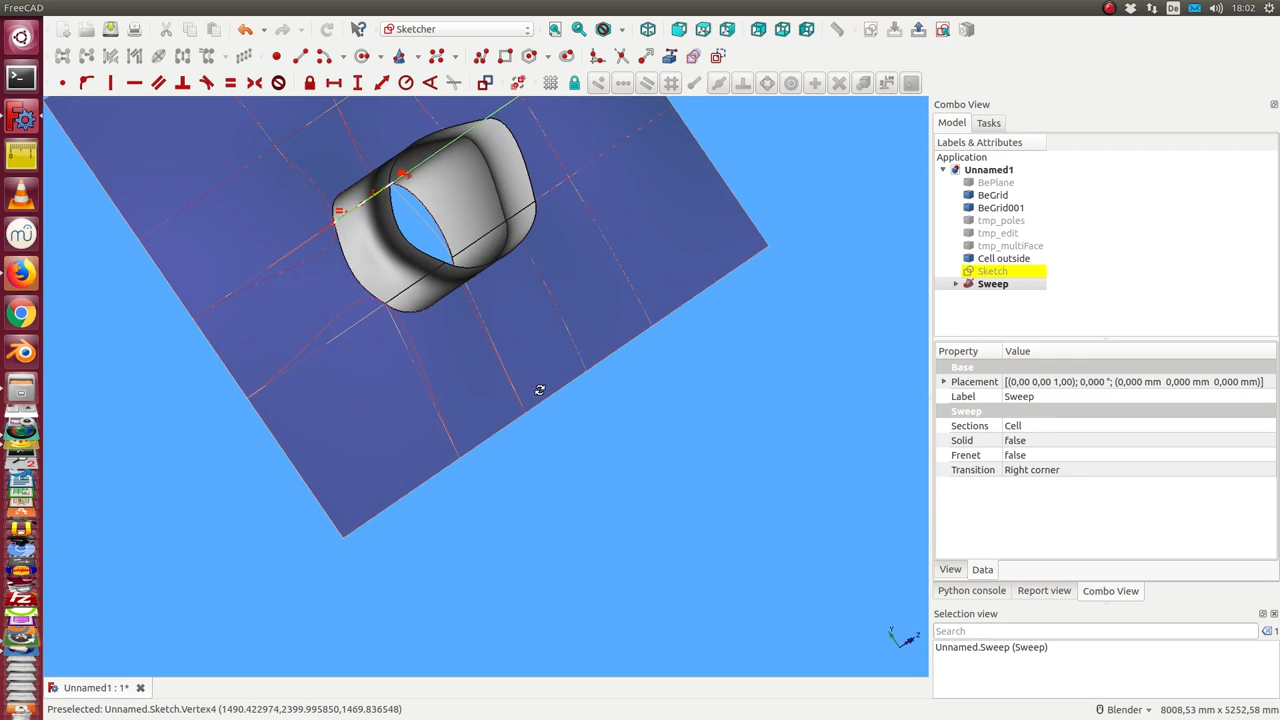 FreeCAD
De
18:02
Sketcher
Combo View
Model
Tasks
Labels & Attributes
Application
Unnamed1
BePlane
BeGrid
BeGrid001
tmp_poles
tmp_edit
tmp_multiFace
Cell outside
Sketch
Sweep
Property Value
Base
Placement [(0,00 0,00 1,00); 0,000 °; (0,000 mm 0,000 mm 0,000 mm)]
Label Sweep
Sweep
Sections Cell
Solid false
Frenet false
Transition Right corner
View
Data
Python console
Report view
Combo View
Selection view
Search
1
Unnamed.Sweep (Sweep)
Y
Z
Unnamed1 : 1*
Preselected: Unnamed.Sketch.Vertex4 (1490.422974,2399.995850,1469.836548)
Blender
8008,53 mm x 5252,58 mm